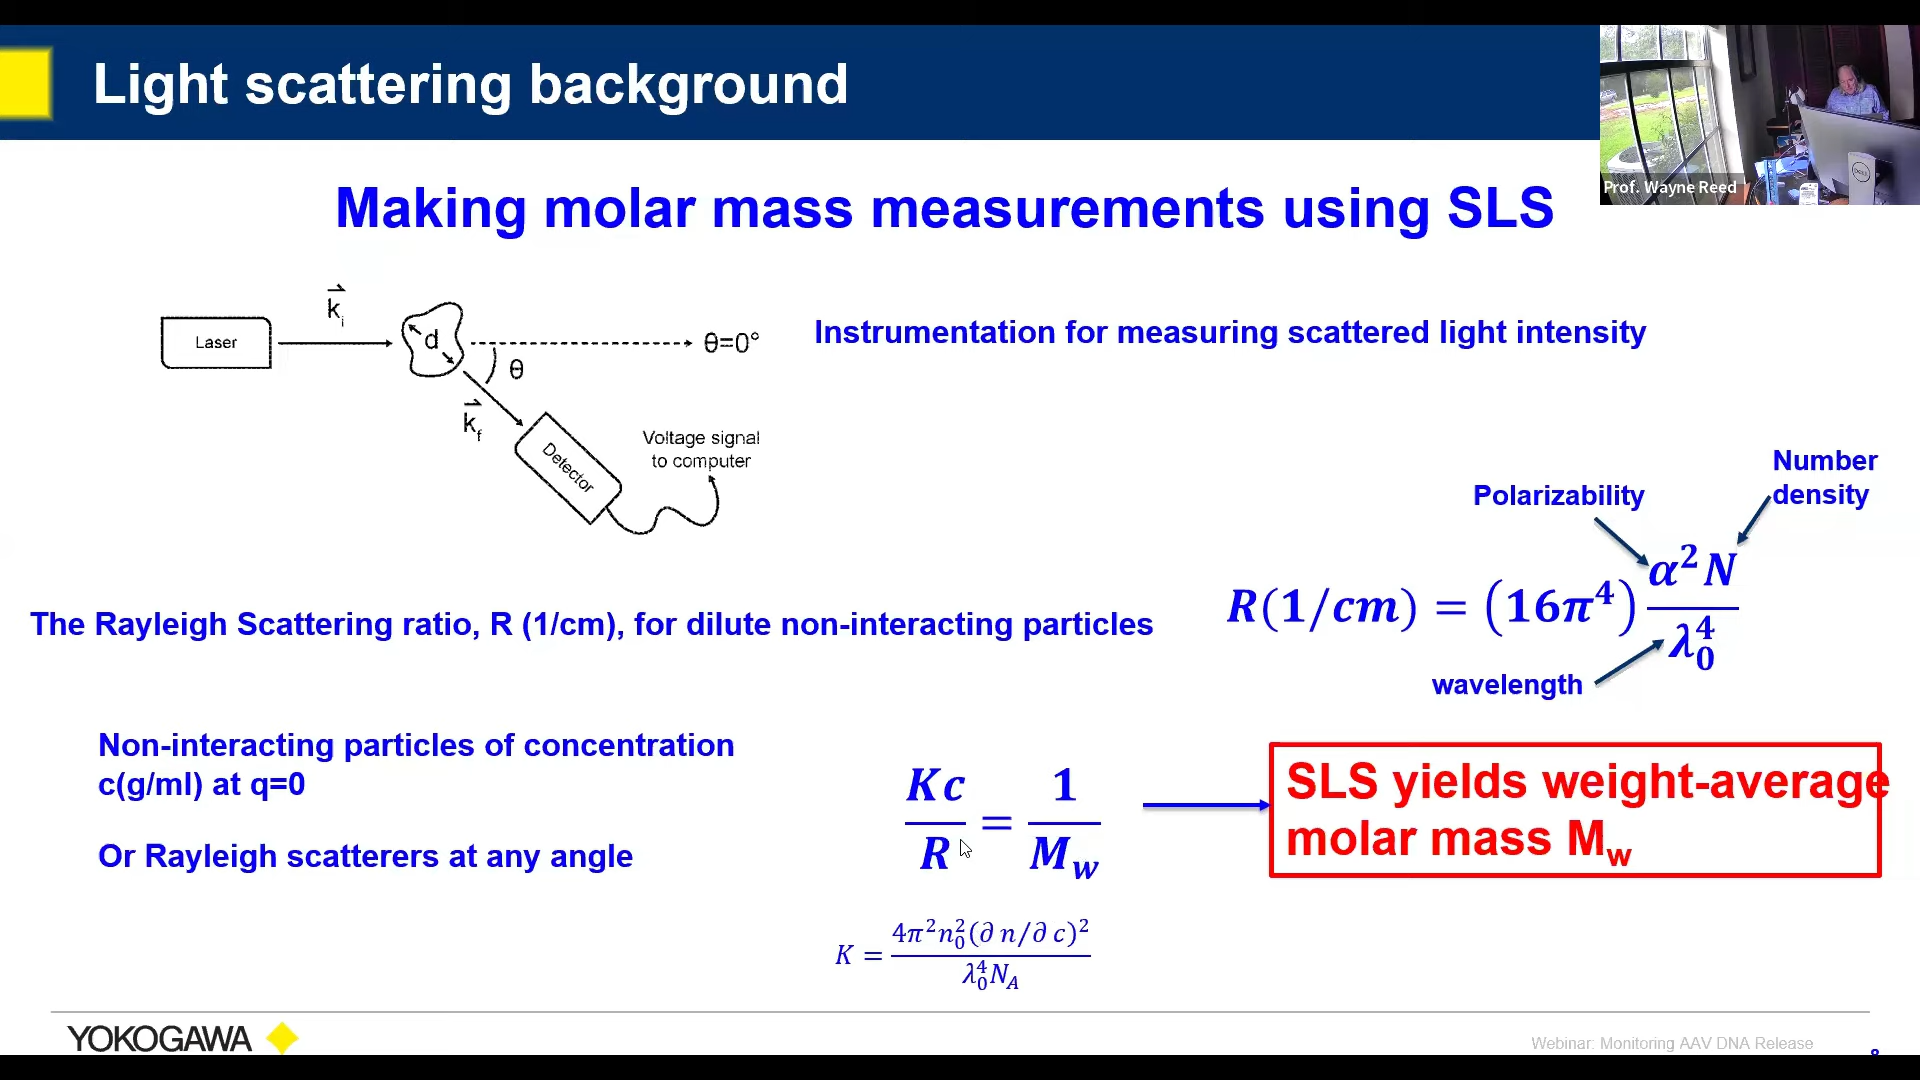 Light scattering background
Prof. Wayne Reed
DELL
Making molar mass measurements using SLS
k⃗ᵢ
Laser
d
θ=0°
θ
k⃗f
Detector
Voltage signal
to computer
Instrumentation for measuring scattered light intensity
Polarizability
Number
density
The Rayleigh Scattering ratio, R (1/cm), for dilute non-interacting particles
R(1/cm) = (16π⁴) α²N / λ₀⁴
wavelength
Non-interacting particles of concentration
c(g/ml) at q=0
Or Rayleigh scatterers at any angle
Kc / R = 1 / M_w
SLS yields weight-average
molar mass M_w
K = 4π²n₀²(∂ n/∂ c)² / λ₀⁴N_A
YOKOGAWA
Webinar: Monitoring AAV DNA Release